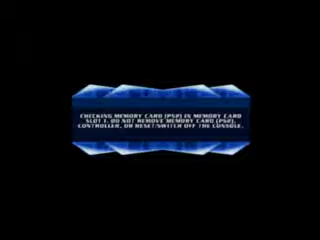 CHECKING MEMORY CARD (PS2) IN MEMORY CARD
SLOT 1. DO NOT REMOVE MEMORY CARD (PS2),
CONTROLLER, OR RESET/SWITCH OFF THE CONSOLE.